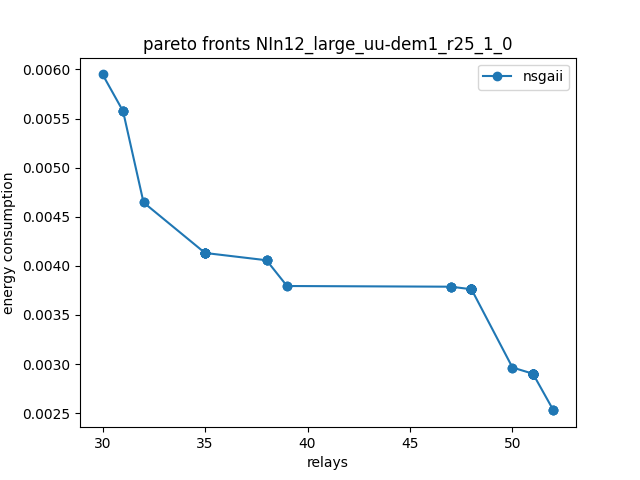 pareto fronts NIn12_large_uu-dem1_r25_1_0
nsgaii
0.0060
0.0055
0.0050
0.0045
0.0040
0.0035
0.0030
0.0025
energy consumption
30 35 40 45 50
relays